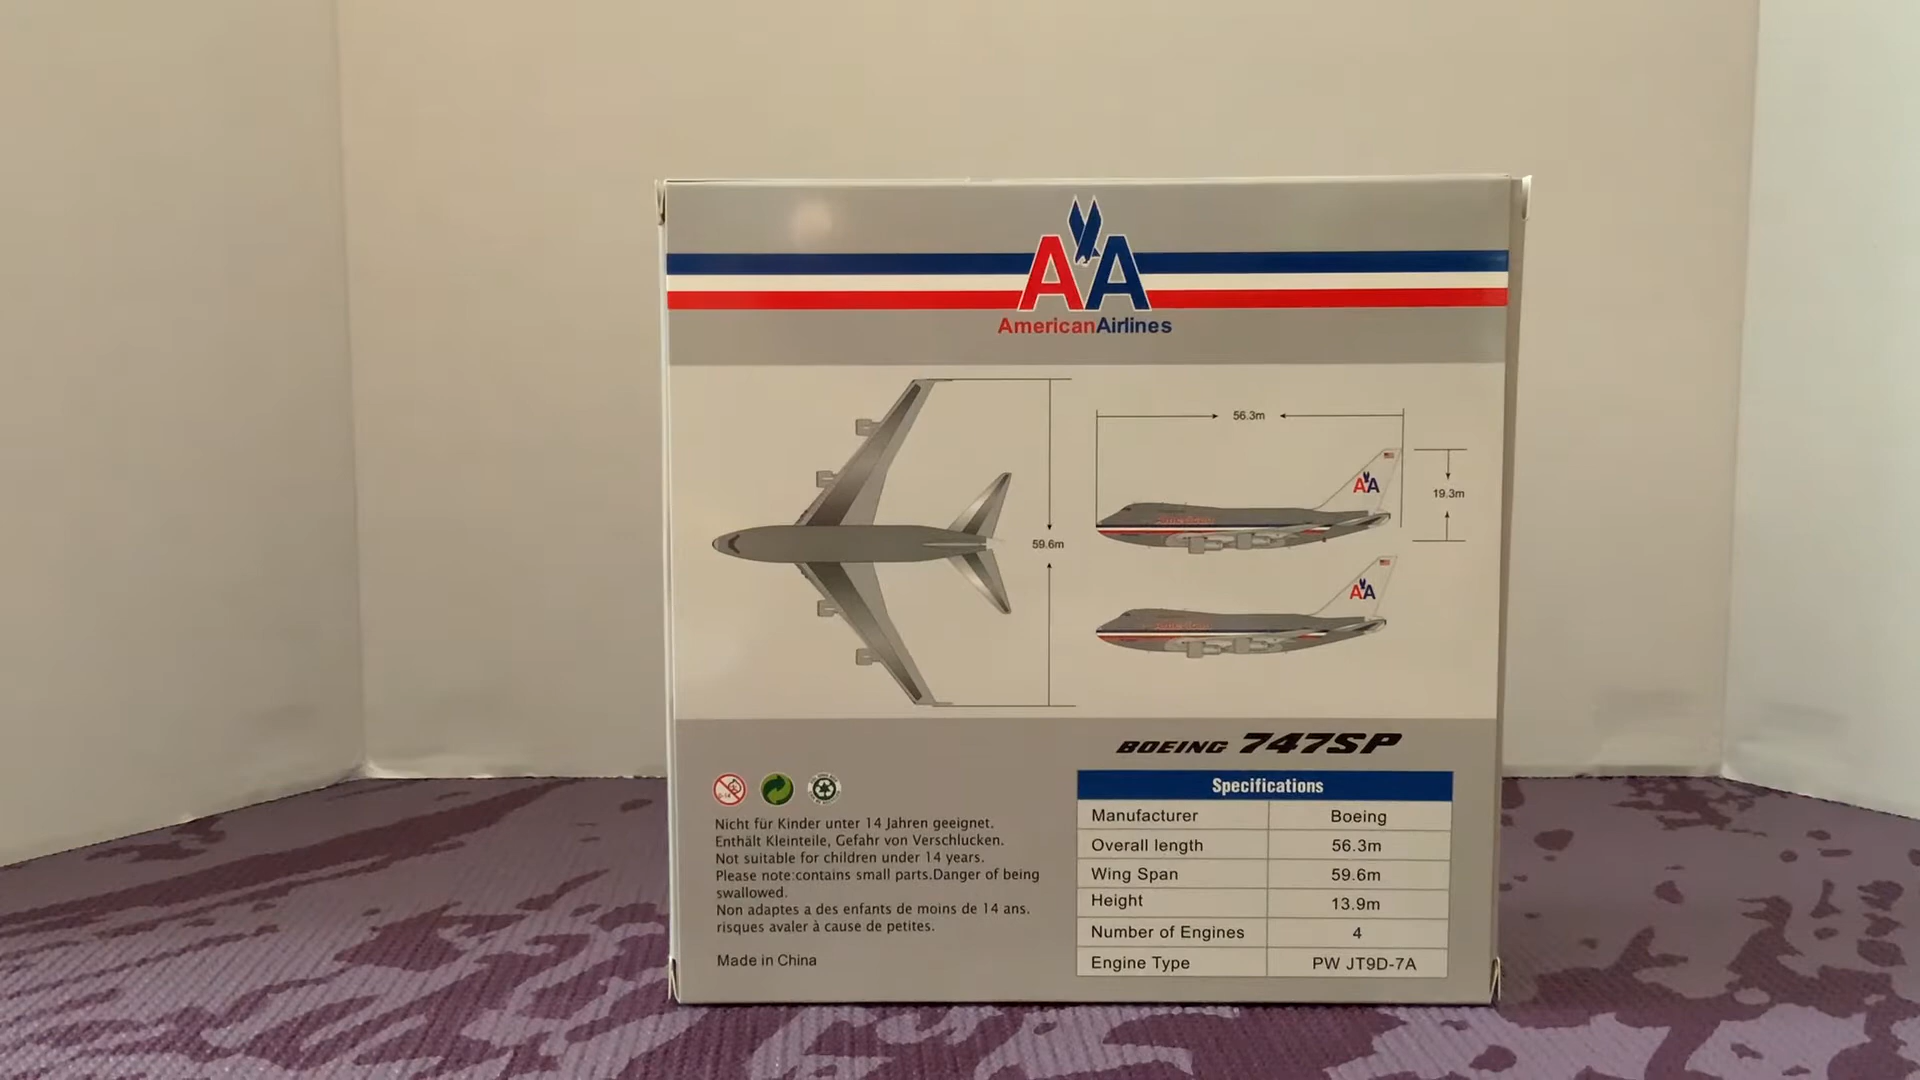 AA
AmericanAirlines
56.3m
19.3m
59.6m
AA
AA
BOEING 747SP
Specifications
Manufacturer Boeing
Overall length 56.3m
Wing Span 59.6m
Height 13.9m
Number of Engines 4
Engine Type PW JT9D-7A
Nicht für Kinder unter 14 Jahren geeignet.
Enthält Kleinteile, Gefahr von Verschlucken.
Not suitable for children under 14 years.
Please note:contains small parts.Danger of being
swallowed.
Non adaptes a des enfants de moins de 14 ans.
risques avaler à cause de petites.
Made in China